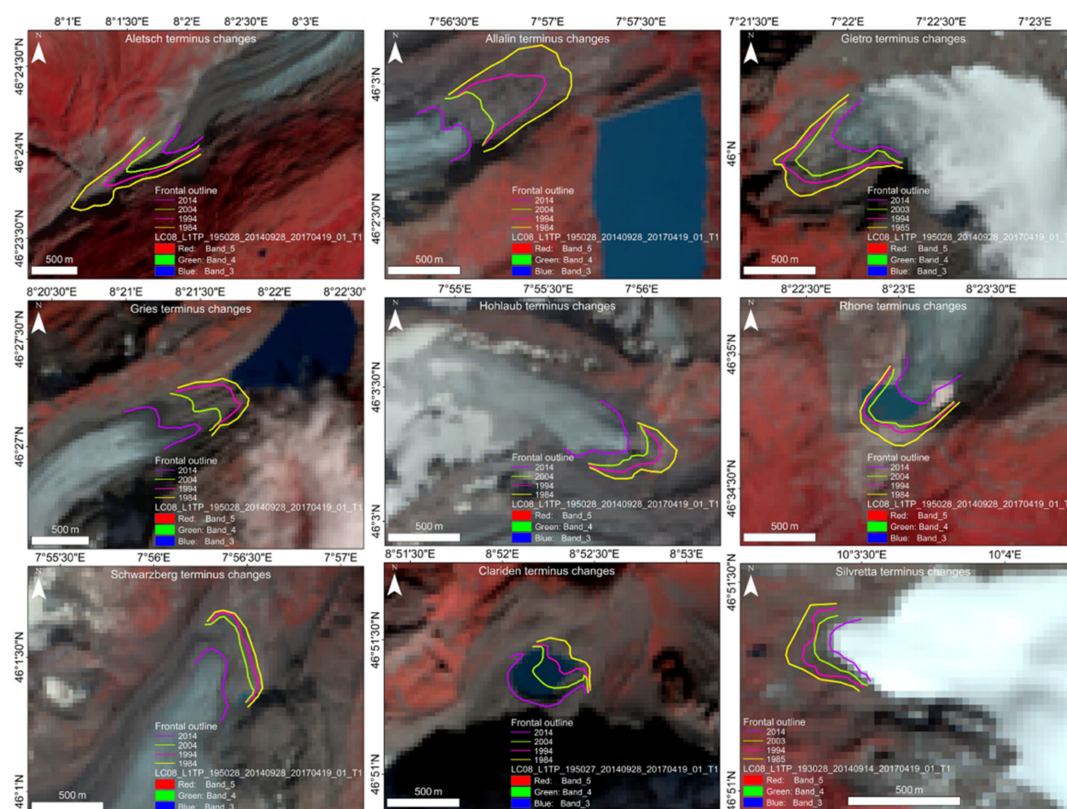 8°1'E 8°1'30"E 8°2'E 8°2'30"E 8°3'E
Aletsch terminus changes
N
46°24'30"N
46°24'N
46°23'30"N
46°23'N
Frontal outline
2014
2004
1994
1984
LC08_L1TP_195028_20140928_20170419_01_T1
Red: Band_5
Green: Band_4
Blue: Band_3
500 m
7°56'30"E 7°57'E 7°57'30"E
Allalin terminus changes
N
46°3'N
46°2'30"N
Frontal outline
2014
2004
1994
1984
LC08_L1TP_195028_20140928_20170419_01_T1
Red: Band_5
Green: Band_4
Blue: Band_3
500 m
7°21'30"E 7°22'E 7°22'30"E 7°23'E
Gietro terminus changes
N
46°N
Frontal outline
2014
2003
1994
1985
LC08_L1TP_195028_20140928_20170419_01_T1
Red: Band_5
Green: Band_4
Blue: Band_3
500 m
8°20'30"E 8°21'E 8°21'30"E 8°22'E 8°22'30"E
Gries terminus changes
N
46°27'30"N
46°27'N
Frontal outline
2014
2004
1994
1984
LC08_L1TP_195028_20140928_20170419_01_T1
Red: Band_5
Green: Band_4
Blue: Band_3
500 m
7°55'E 7°55'30"E 7°56'E
Hohlaub terminus changes
N
46°3'30"N
46°3'N
Frontal outline
2014
2004
1994
1984
LC08_L1TP_195028_20140928_20170419_01_T1
Red: Band_5
Green: Band_4
Blue: Band_3
500 m
8°22'30"E 8°23'E 8°23'30"E
Rhone terminus changes
N
46°35'N
46°34'30"N
Frontal outline
2014
2004
1994
1984
LC08_L1TP_195028_20140928_20170419_01_T1
Red: Band_5
Green: Band_4
Blue: Band_3
500 m
7°55'30"E 7°56'E 7°56'30"E 7°57'E
Schwarzberg terminus changes
N
46°1'30"N
46°1'N
Frontal outline
2014
2004
1994
1984
LC08_L1TP_195028_20140928_20170419_01_T1
Red: Band_5
Green: Band_4
Blue: Band_3
500 m
8°51'30"E 8°52'E 8°52'30"E 8°53'E
Clariden terminus changes
N
46°51'30"N
46°51'N
Frontal outline
2014
2004
1994
1984
LC08_L1TP_195027_20140928_20170419_01_T1
Red: Band_5
Green: Band_4
Blue: Band_3
500 m
10°3'30"E 10°4'E
Silvretta terminus changes
N
46°51'30"N
46°51'N
Frontal outline
2014
2003
1994
1985
LC08_L1TP_193028_20140914_20170419_01_T1
Red: Band_5
Green: Band_4
Blue: Band_3
500 m